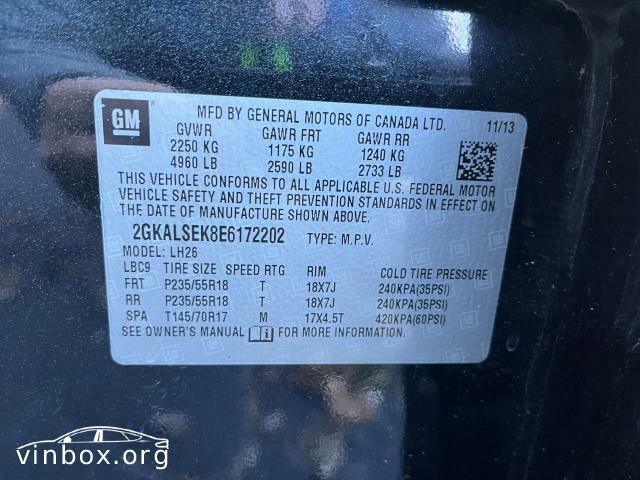 GM
MFD BY GENERAL MOTORS OF CANADA LTD. 11/13
GVWR GAWR FRT GAWR RR
2250 KG 1175 KG 1240 KG
4960 LB 2590 LB 2733 LB
THIS VEHICLE CONFORMS TO ALL APPLICABLE U.S. FEDERAL MOTOR
VEHICLE SAFETY AND THEFT PREVENTION STANDARDS IN EFFECT ON
THE DATE OF MANUFACTURE SHOWN ABOVE.
2GKALSEK8E6172202 TYPE: M.P.V.
MODEL: LH26
LBC9 TIRE SIZE SPEED RTG RIM COLD TIRE PRESSURE
FRT P235/55R18 T 18X7J 240KPA(35PSI)
RR P235/55R18 T 18X7J 240KPA(35PSI)
SPA T145/70R17 M 17X4.5T 420KPA(60PSI)
SEE OWNER'S MANUAL FOR MORE INFORMATION.
vinbox.org